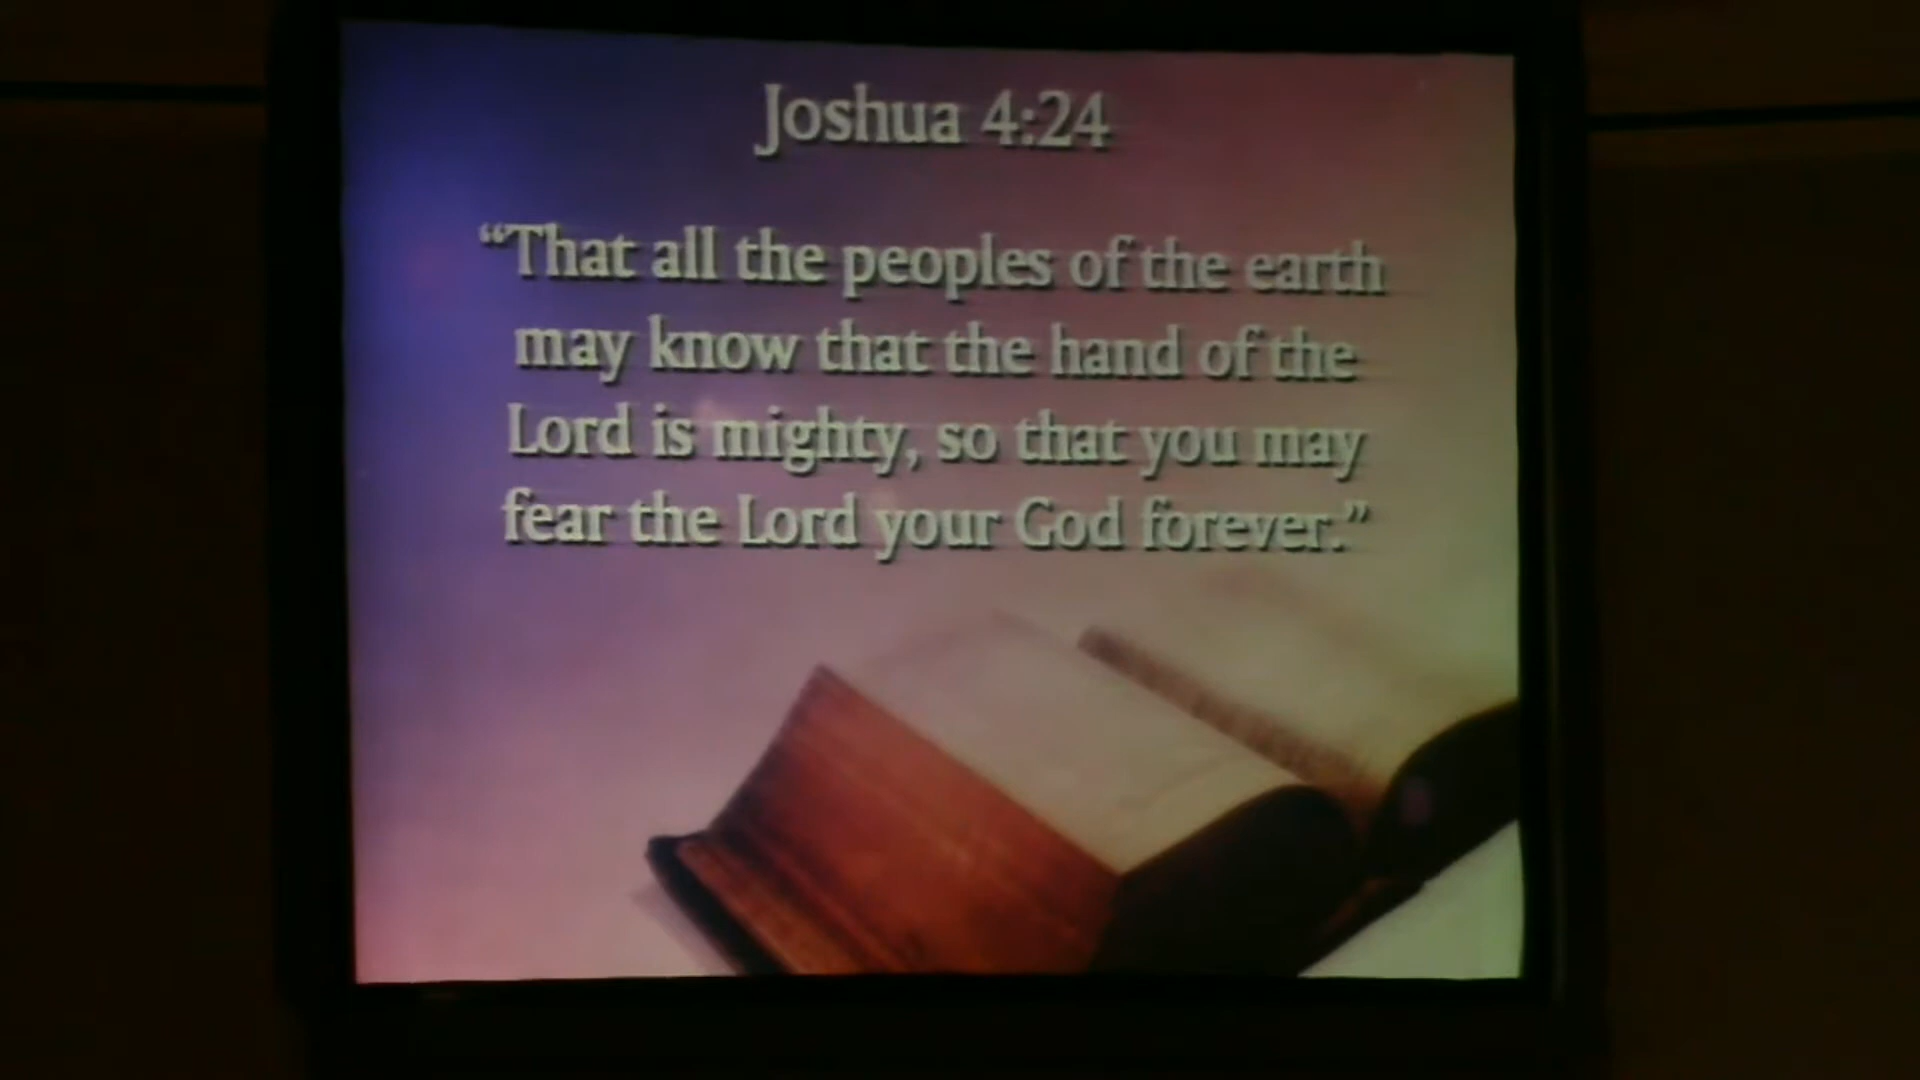 Joshua 4:24
“That all the peoples of the earth
may know that the hand of the
Lord is mighty, so that you may
fear the Lord your God forever.”